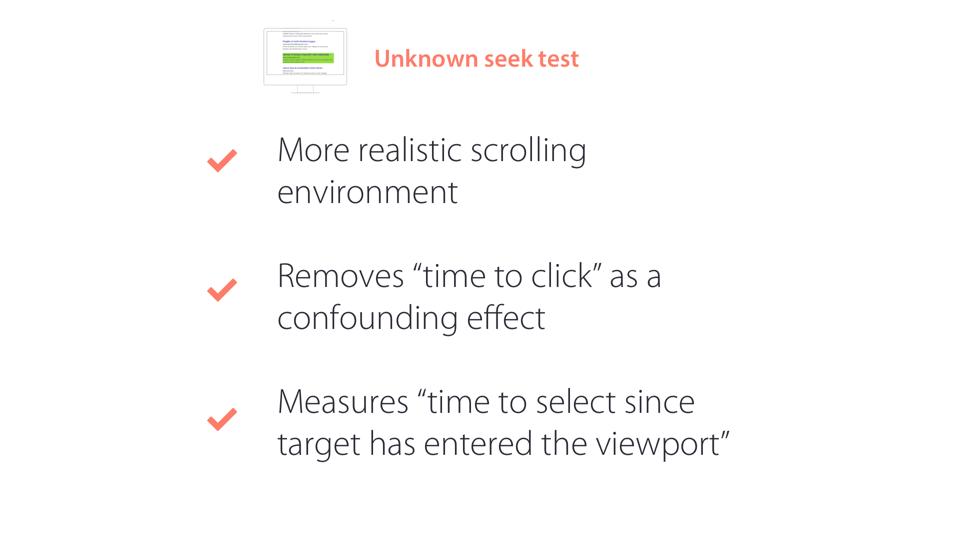 Unknown seek test
More realistic scrolling
environment
Removes “time to click” as a
confounding effect
Measures “time to select since
target has entered the viewport”